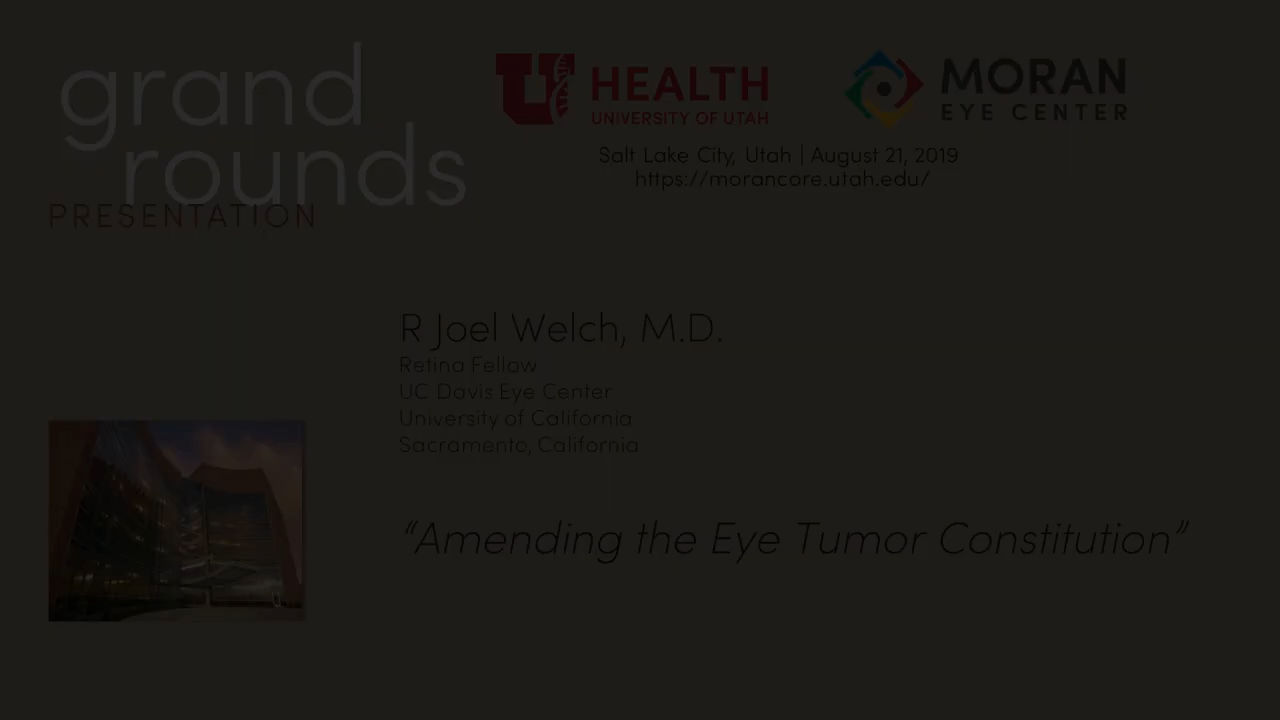 grand
rounds
PRESENTATION
U HEALTH
UNIVERSITY OF UTAH
MORAN
EYE CENTER
Salt Lake City, Utah | August 21, 2019
https://morancore.utah.edu/
R Joel Welch, M.D.
Retina Fellow
UC Davis Eye Center
University of California
Sacramento, California
“Amending the Eye Tumor Constitution”